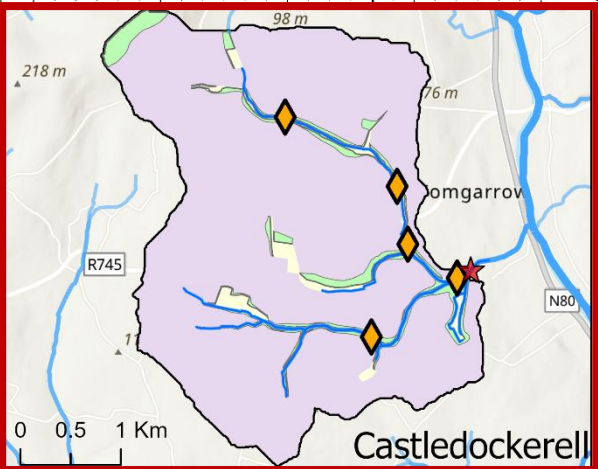 98 m
218 m
76 m
omgarrow
R745
N80
11
0 0.5 1 Km
Castledockerell